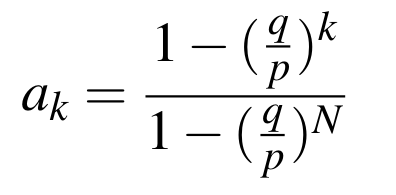 a_k = \frac{1 - (\frac{q}{p})^k}{1 - (\frac{q}{p})^N}